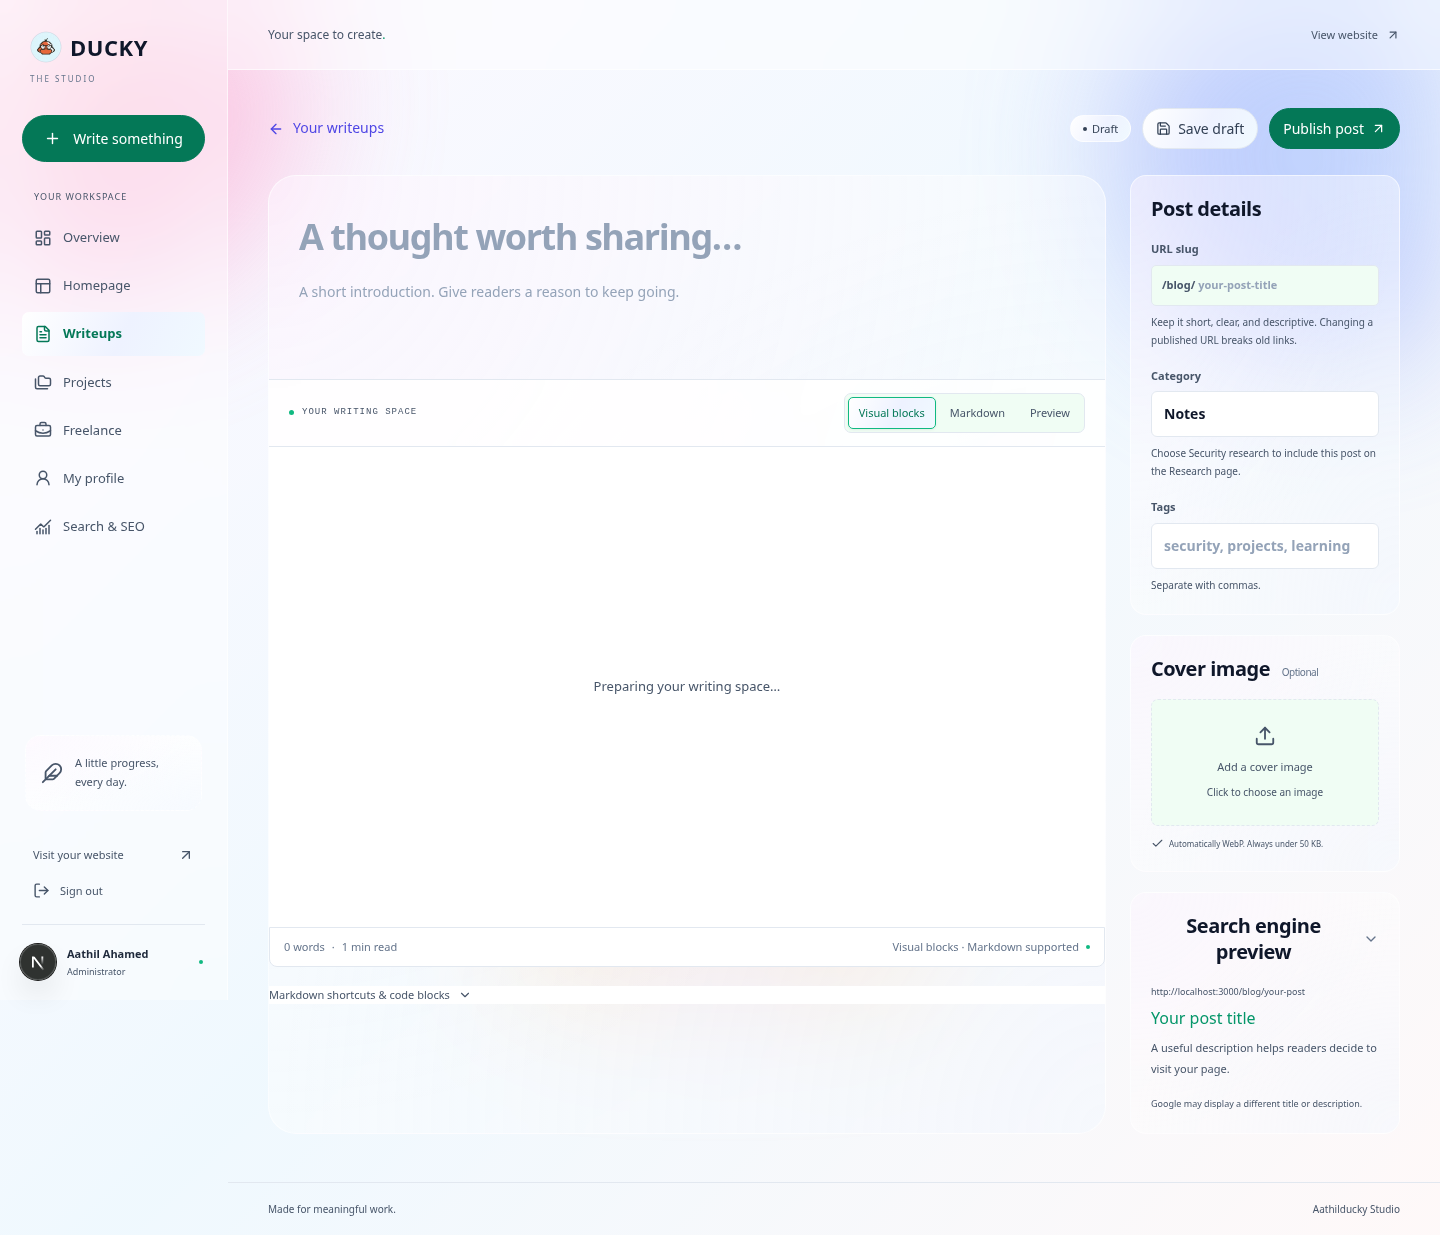 DUCKY
THE STUDIO
Write something
YOUR WORKSPACE
Overview
Homepage
Writeups
Projects
Freelance
My profile
Search & SEO
A little progress,
every day.
Visit your website
Sign out
N
Aathil Ahamed
Administrator
Your space to create.
View website
Your writeups
Draft
Save draft
Publish post
A thought worth sharing...
A short introduction. Give readers a reason to keep going.
YOUR WRITING SPACE
Visual blocks
Markdown
Preview
Preparing your writing space...
0 words · 1 min read
Visual blocks · Markdown supported
Markdown shortcuts & code blocks
Post details
URL slug
/blog/ your-post-title
Keep it short, clear, and descriptive. Changing a
published URL breaks old links.
Category
Notes
Choose Security research to include this post on
the Research page.
Tags
security, projects, learning
Separate with commas.
Cover image Optional
Add a cover image
Click to choose an image
Automatically WebP. Always under 50 KB.
Search engine
preview
http://localhost:3000/blog/your-post
Your post title
A useful description helps readers decide to
visit your page.
Google may display a different title or description.
Made for meaningful work.
Aathilducky Studio